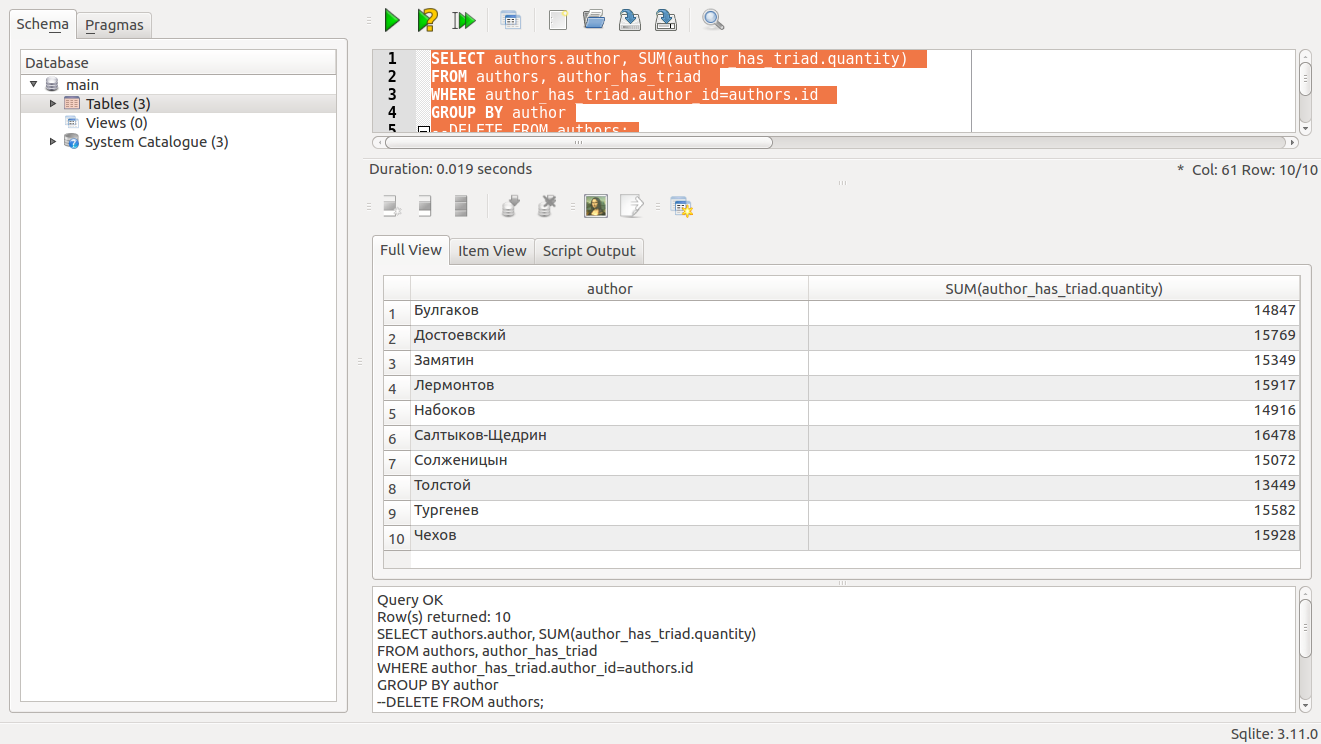 Schema
Pragmas
Database
main
Tables (3)
Views (0)
System Catalogue (3)
1 SELECT authors.author, SUM(author_has_triad.quantity)
2 FROM authors, author_has_triad
3 WHERE author_has_triad.author_id=authors.id
4 GROUP BY author
5 --DELETE FROM authors;
Duration: 0.019 seconds
* Col: 61 Row: 10/10
Full View
Item View
Script Output
author SUM(author_has_triad.quantity)
1 Булгаков 14847
2 Достоевский 15769
3 Замятин 15349
4 Лермонтов 15917
5 Набоков 14916
6 Салтыков-Щедрин 16478
7 Солженицын 15072
8 Толстой 13449
9 Тургенев 15582
10 Чехов 15928
Query OK
Row(s) returned: 10
SELECT authors.author, SUM(author_has_triad.quantity)
FROM authors, author_has_triad
WHERE author_has_triad.author_id=authors.id
GROUP BY author
--DELETE FROM authors;
Sqlite: 3.11.0